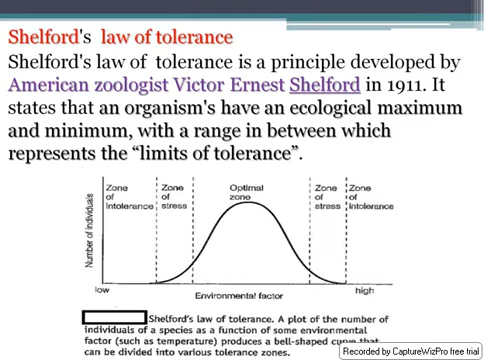 Shelford's law of tolerance
Shelford's law of tolerance is a principle developed by
American zoologist Victor Ernest Shelford in 1911. It
states that an organism's have an ecological maximum
and minimum, with a range in between which
represents the “limits of tolerance”.
Zone of intolerance
Zone of stress
Optimal zone
Zone of stress
Zone of intolerance
Number of individuals
low
high
Environmental factor
Shelford's law of tolerance. A plot of the number of
individuals of a species as a function of some environmental
factor (such as temperature) produces a bell-shaped curve that
can be divided into various tolerance zones.
Recorded by CaptureWizPro free trial